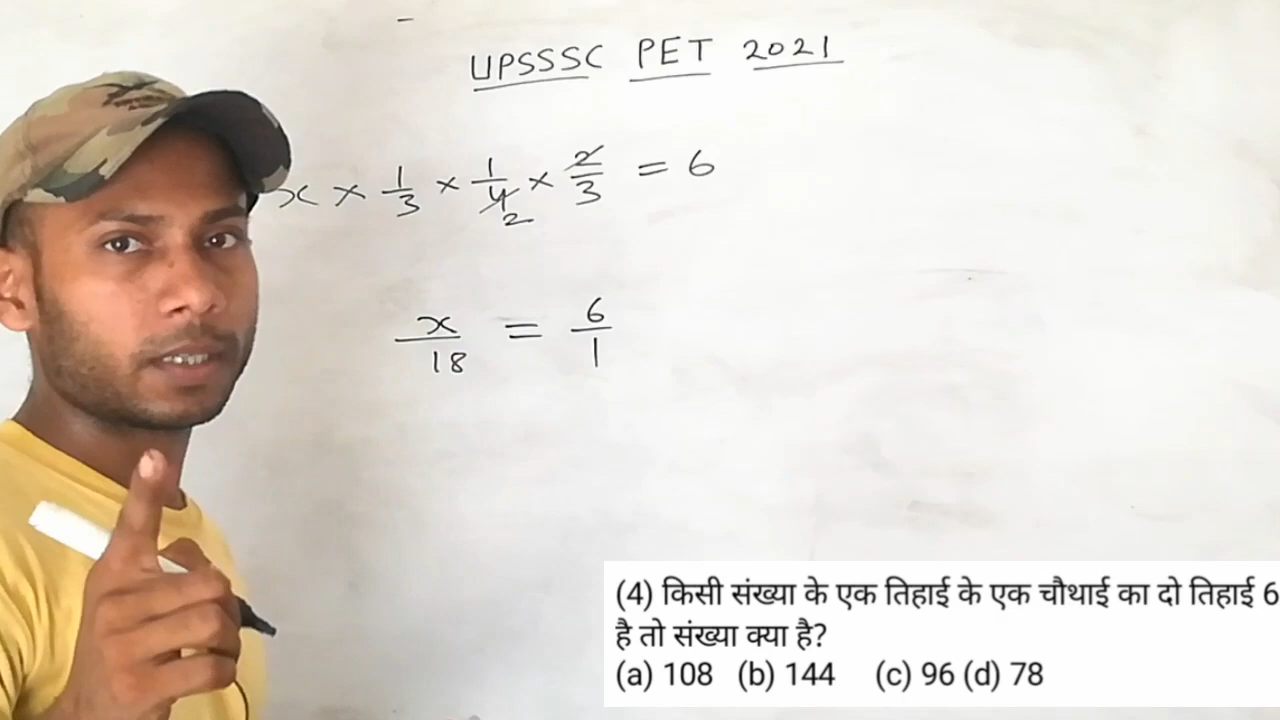 UPSSSC PET 2021
x × 1/3 × 1/4 2 × 2/3 = 6
x/18 = 6/1
(4) किसी संख्या के एक तिहाई के एक चौथाई का दो तिहाई 6
है तो संख्या क्या है?
(a) 108 (b) 144 (c) 96 (d) 78